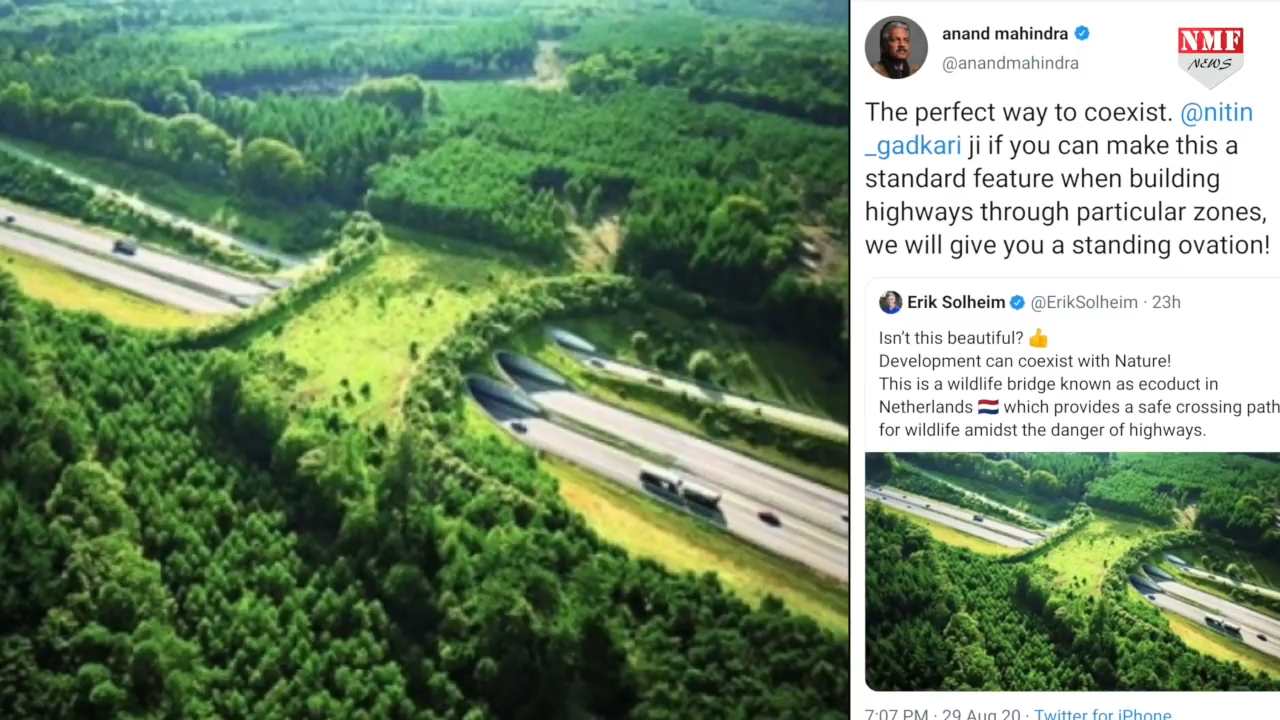 anand mahindra
@anandmahindra
NMF
NEWS
The perfect way to coexist. @nitin
_gadkari ji if you can make this a
standard feature when building
highways through particular zones,
we will give you a standing ovation!
Erik Solheim @ErikSolheim · 23h
Isn't this beautiful? 👍
Development can coexist with Nature!
This is a wildlife bridge known as ecoduct in
Netherlands 🇳🇱 which provides a safe crossing path
for wildlife amidst the danger of highways.
7:07 PM · 29 Aug 20 · Twitter for iPhone